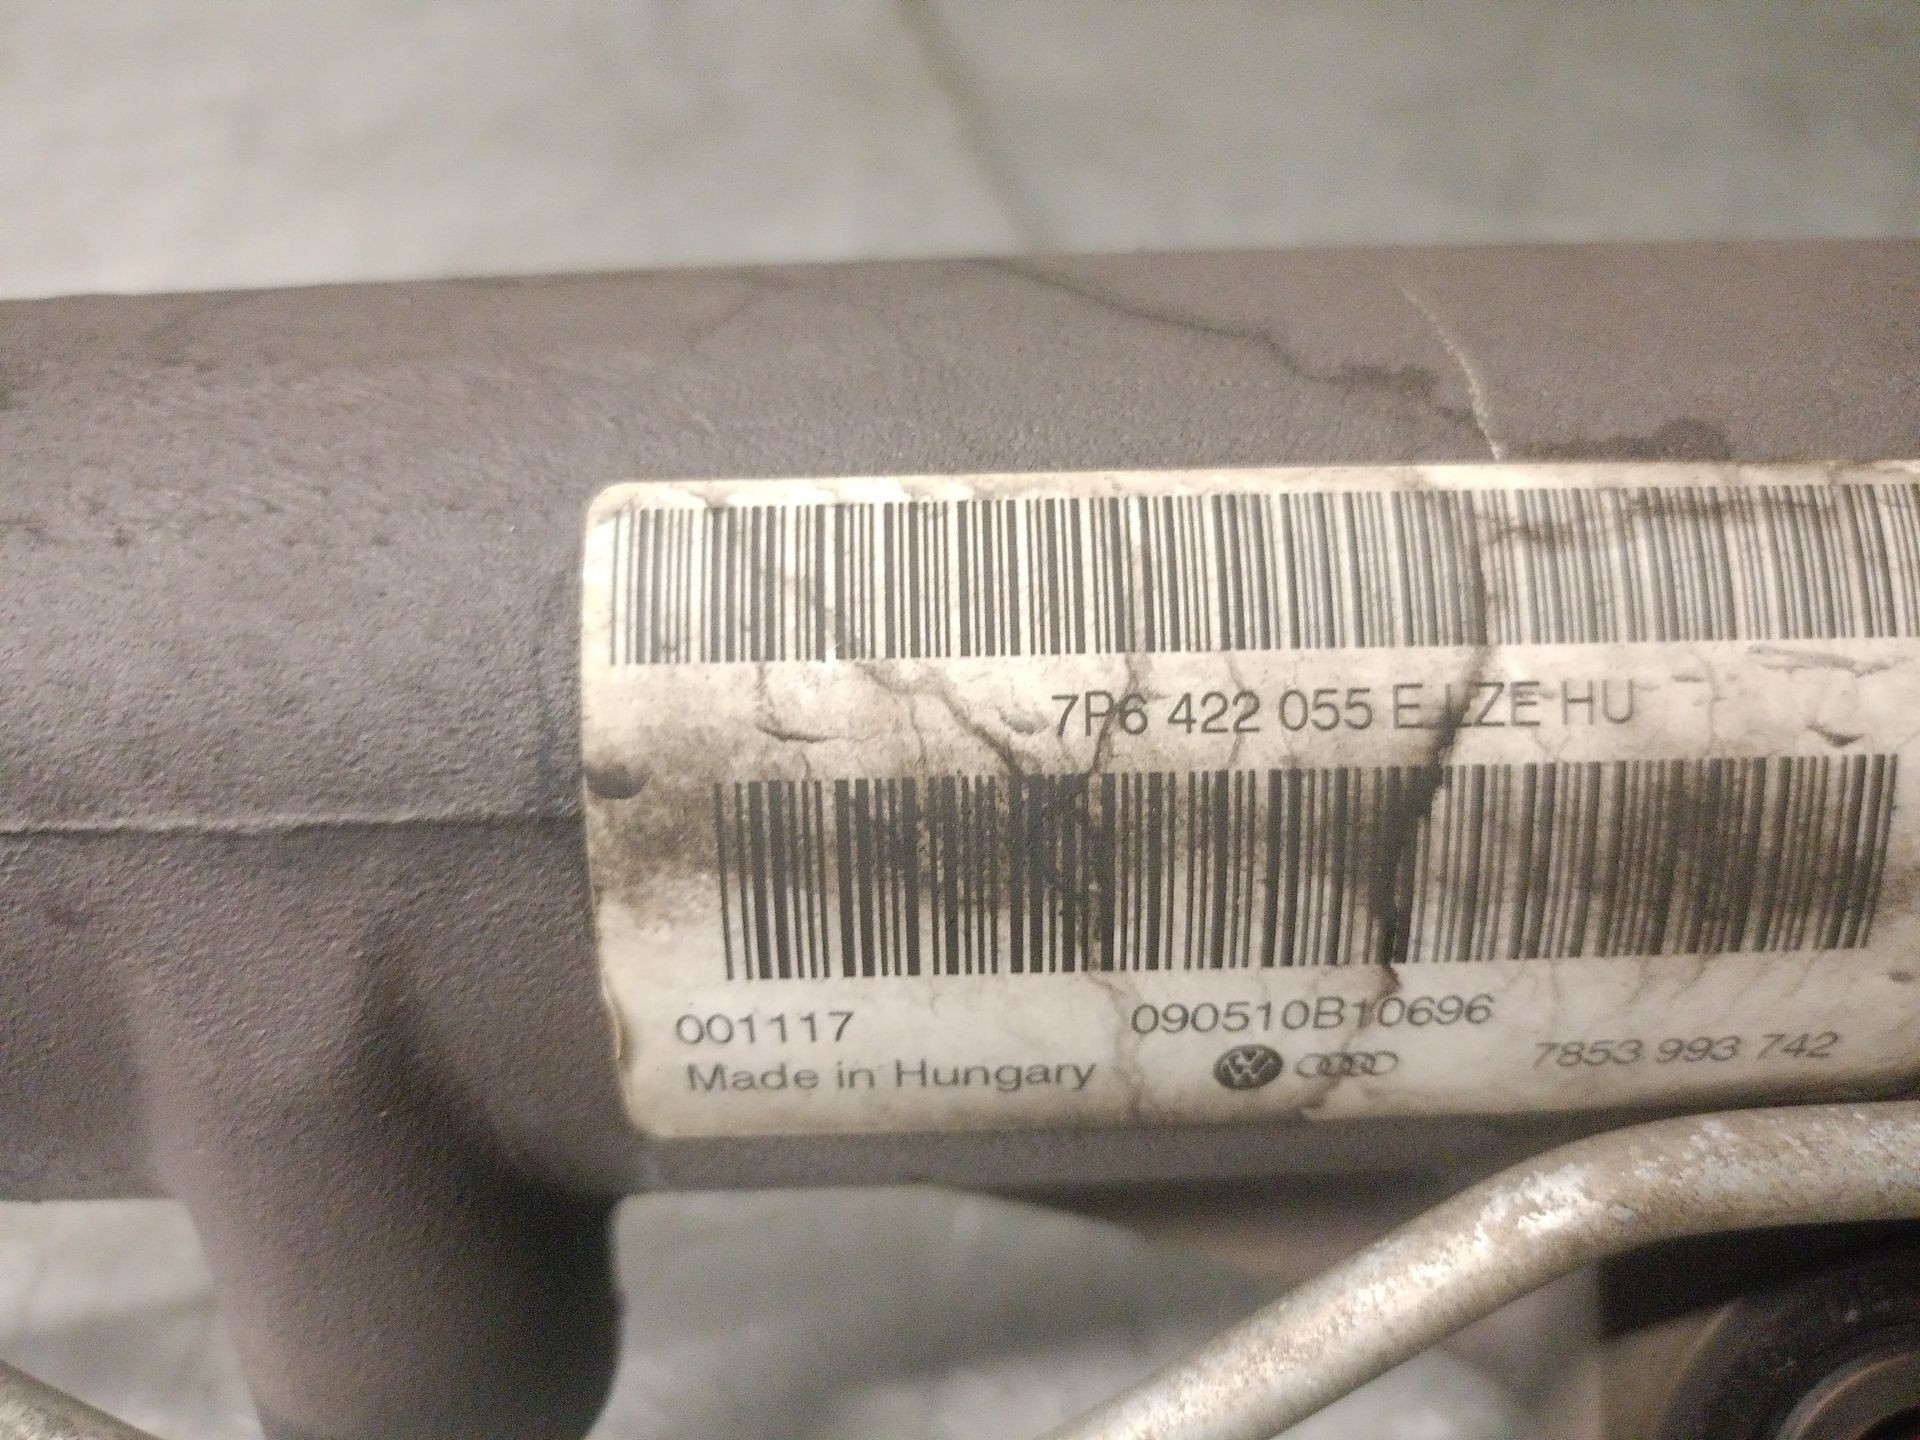 7P6 422 055 E LZE HU
001117 090510B10696
Made in Hungary 7853 993 742